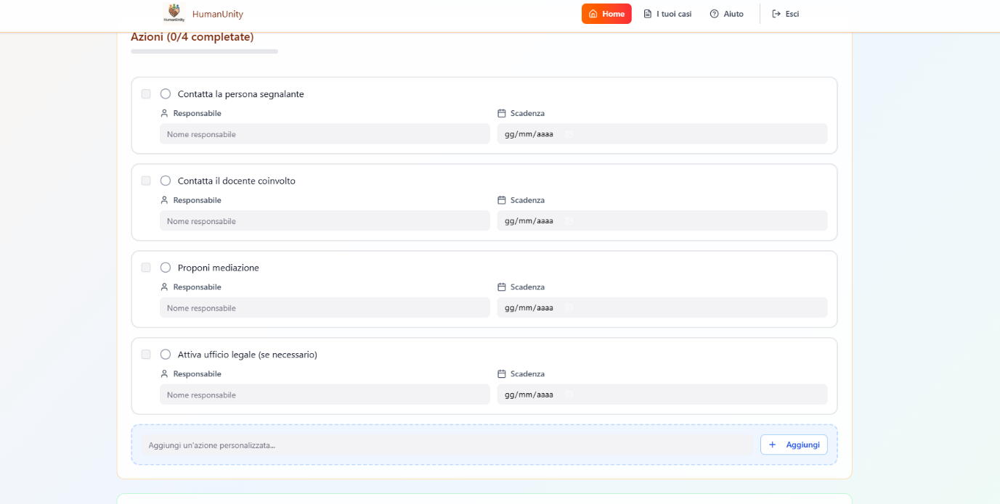 HumanUnity
HumanUnity
Home
I tuoi casi
Aiuto
Esci
Azioni (0/4 completate)
Contatta la persona segnalante
Responsabile
Scadenza
Nome responsabile
gg/mm/aaaa
Contatta il docente coinvolto
Responsabile
Scadenza
Nome responsabile
gg/mm/aaaa
Proponi mediazione
Responsabile
Scadenza
Nome responsabile
gg/mm/aaaa
Attiva ufficio legale (se necessario)
Responsabile
Scadenza
Nome responsabile
gg/mm/aaaa
Aggiungi un'azione personalizzata...
+ Aggiungi